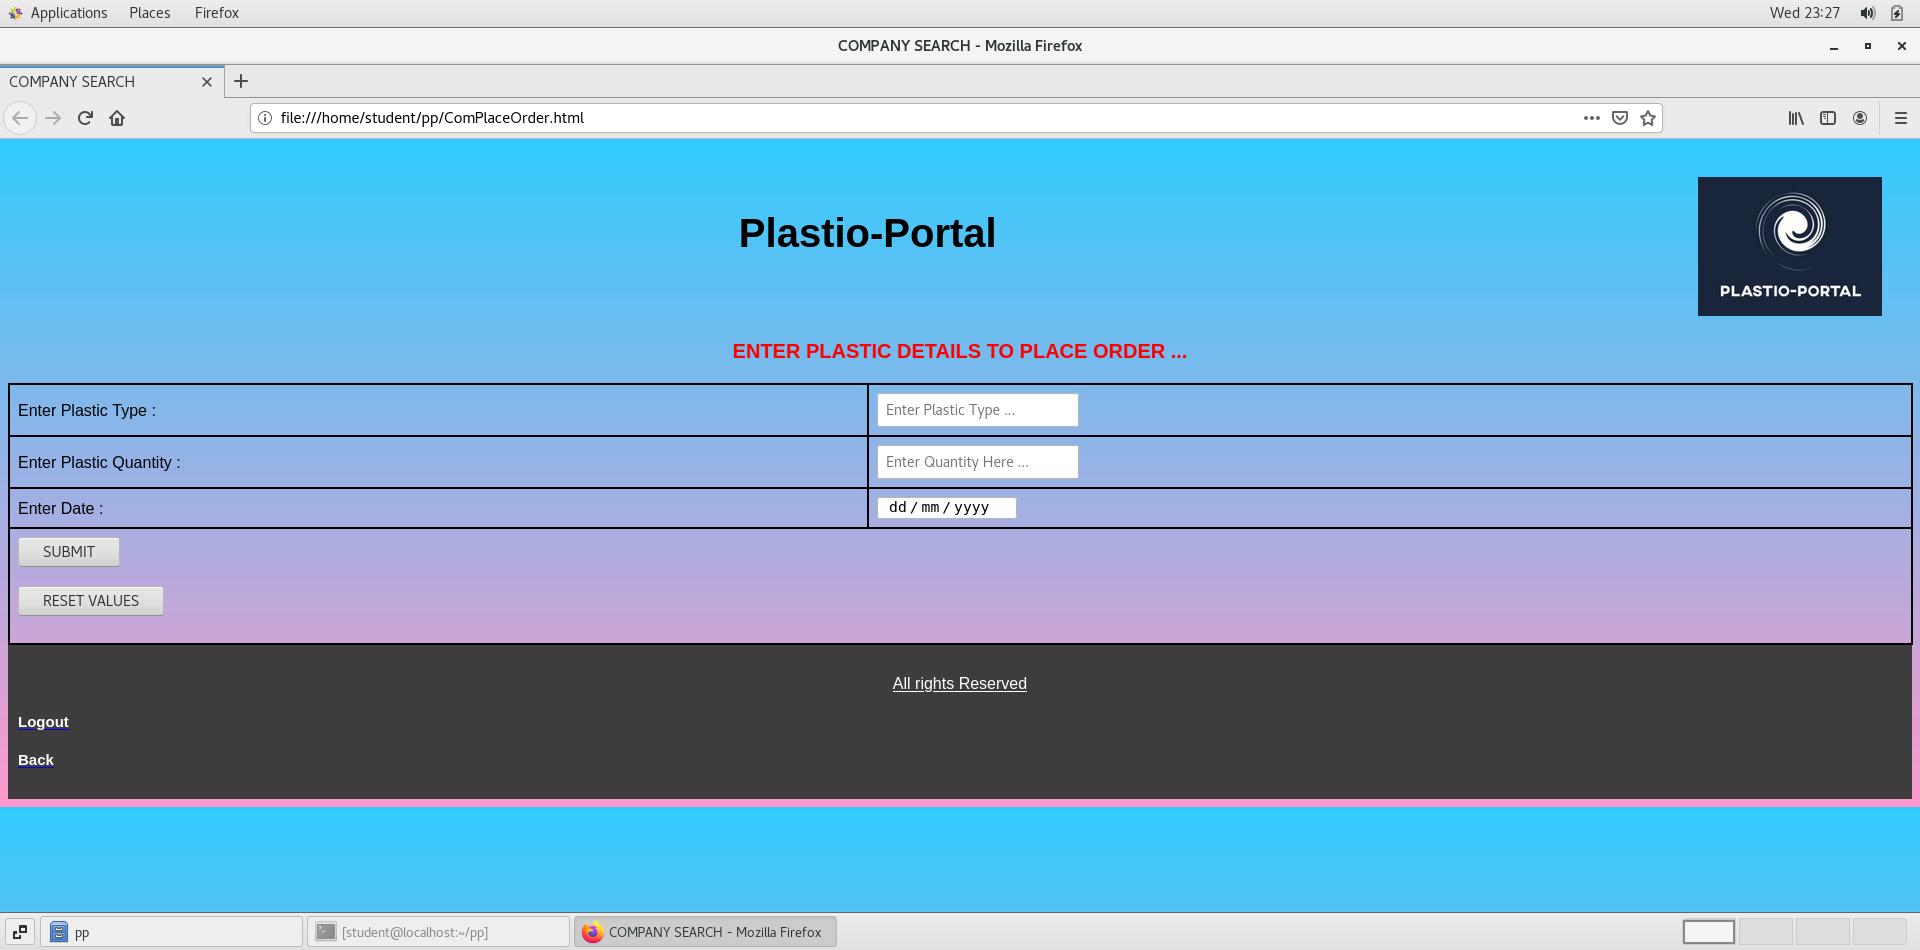 Applications Places Firefox Wed 23:27
COMPANY SEARCH - Mozilla Firefox
COMPANY SEARCH
file:///home/student/pp/ComPlaceOrder.html
Plastio-Portal
PLASTIO-PORTAL
ENTER PLASTIC DETAILS TO PLACE ORDER ...
Enter Plastic Type : Enter Plastic Type ...
Enter Plastic Quantity : Enter Quantity Here ...
Enter Date : dd / mm / yyyy
SUBMIT
RESET VALUES
All rights Reserved
Logout
Back
pp [student@localhost:~/pp] COMPANY SEARCH - Mozilla Firefox